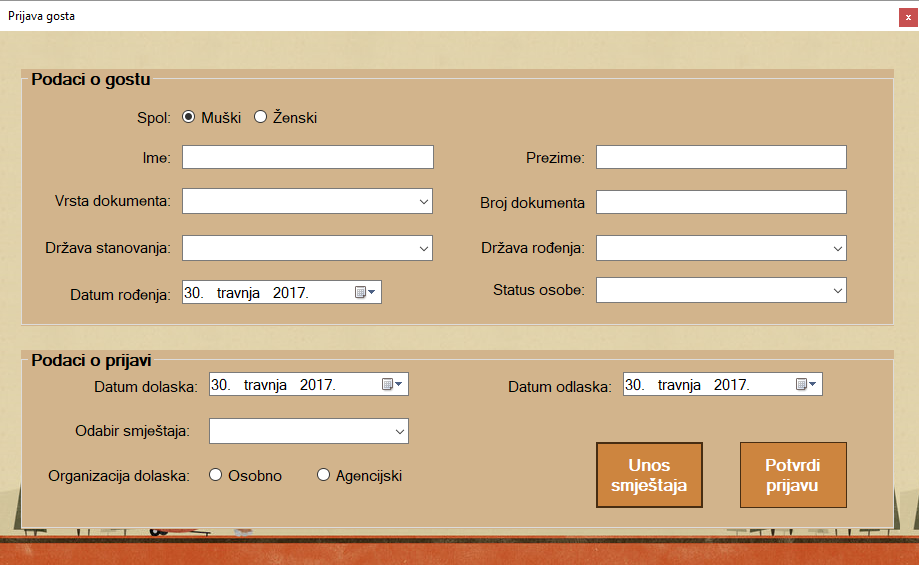 Prijava gosta
x
Podaci o gostu
Spol: Muški Ženski
Ime: Prezime:
Vrsta dokumenta: Broj dokumenta
Država stanovanja: Država rođenja:
Datum rođenja: 30. travnja 2017. Status osobe:
Podaci o prijavi
Datum dolaska: 30. travnja 2017. Datum odlaska: 30. travnja 2017.
Odabir smještaja:
Organizacija dolaska: Osobno Agencijski
Unos
smještaja
Potvrdi
prijavu